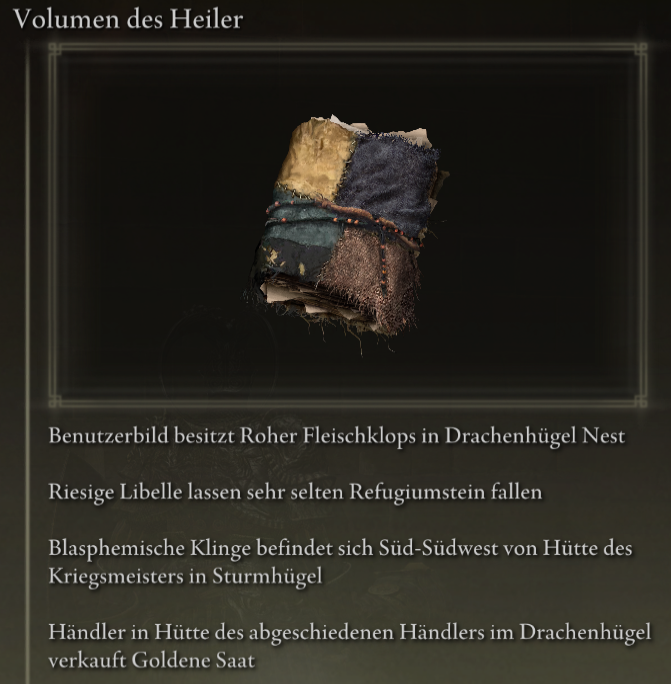 Volumen des Heiler
Benutzerbild besitzt Roher Fleischklops in Drachenhügel Nest
Riesige Libelle lassen sehr selten Refugiumstein fallen
Blasphemische Klinge befindet sich Süd-Südwest von Hütte des
Kriegsmeisters in Sturmhügel
Händler in Hütte des abgeschiedenen Händlers im Drachenhügel
verkauft Goldene Saat